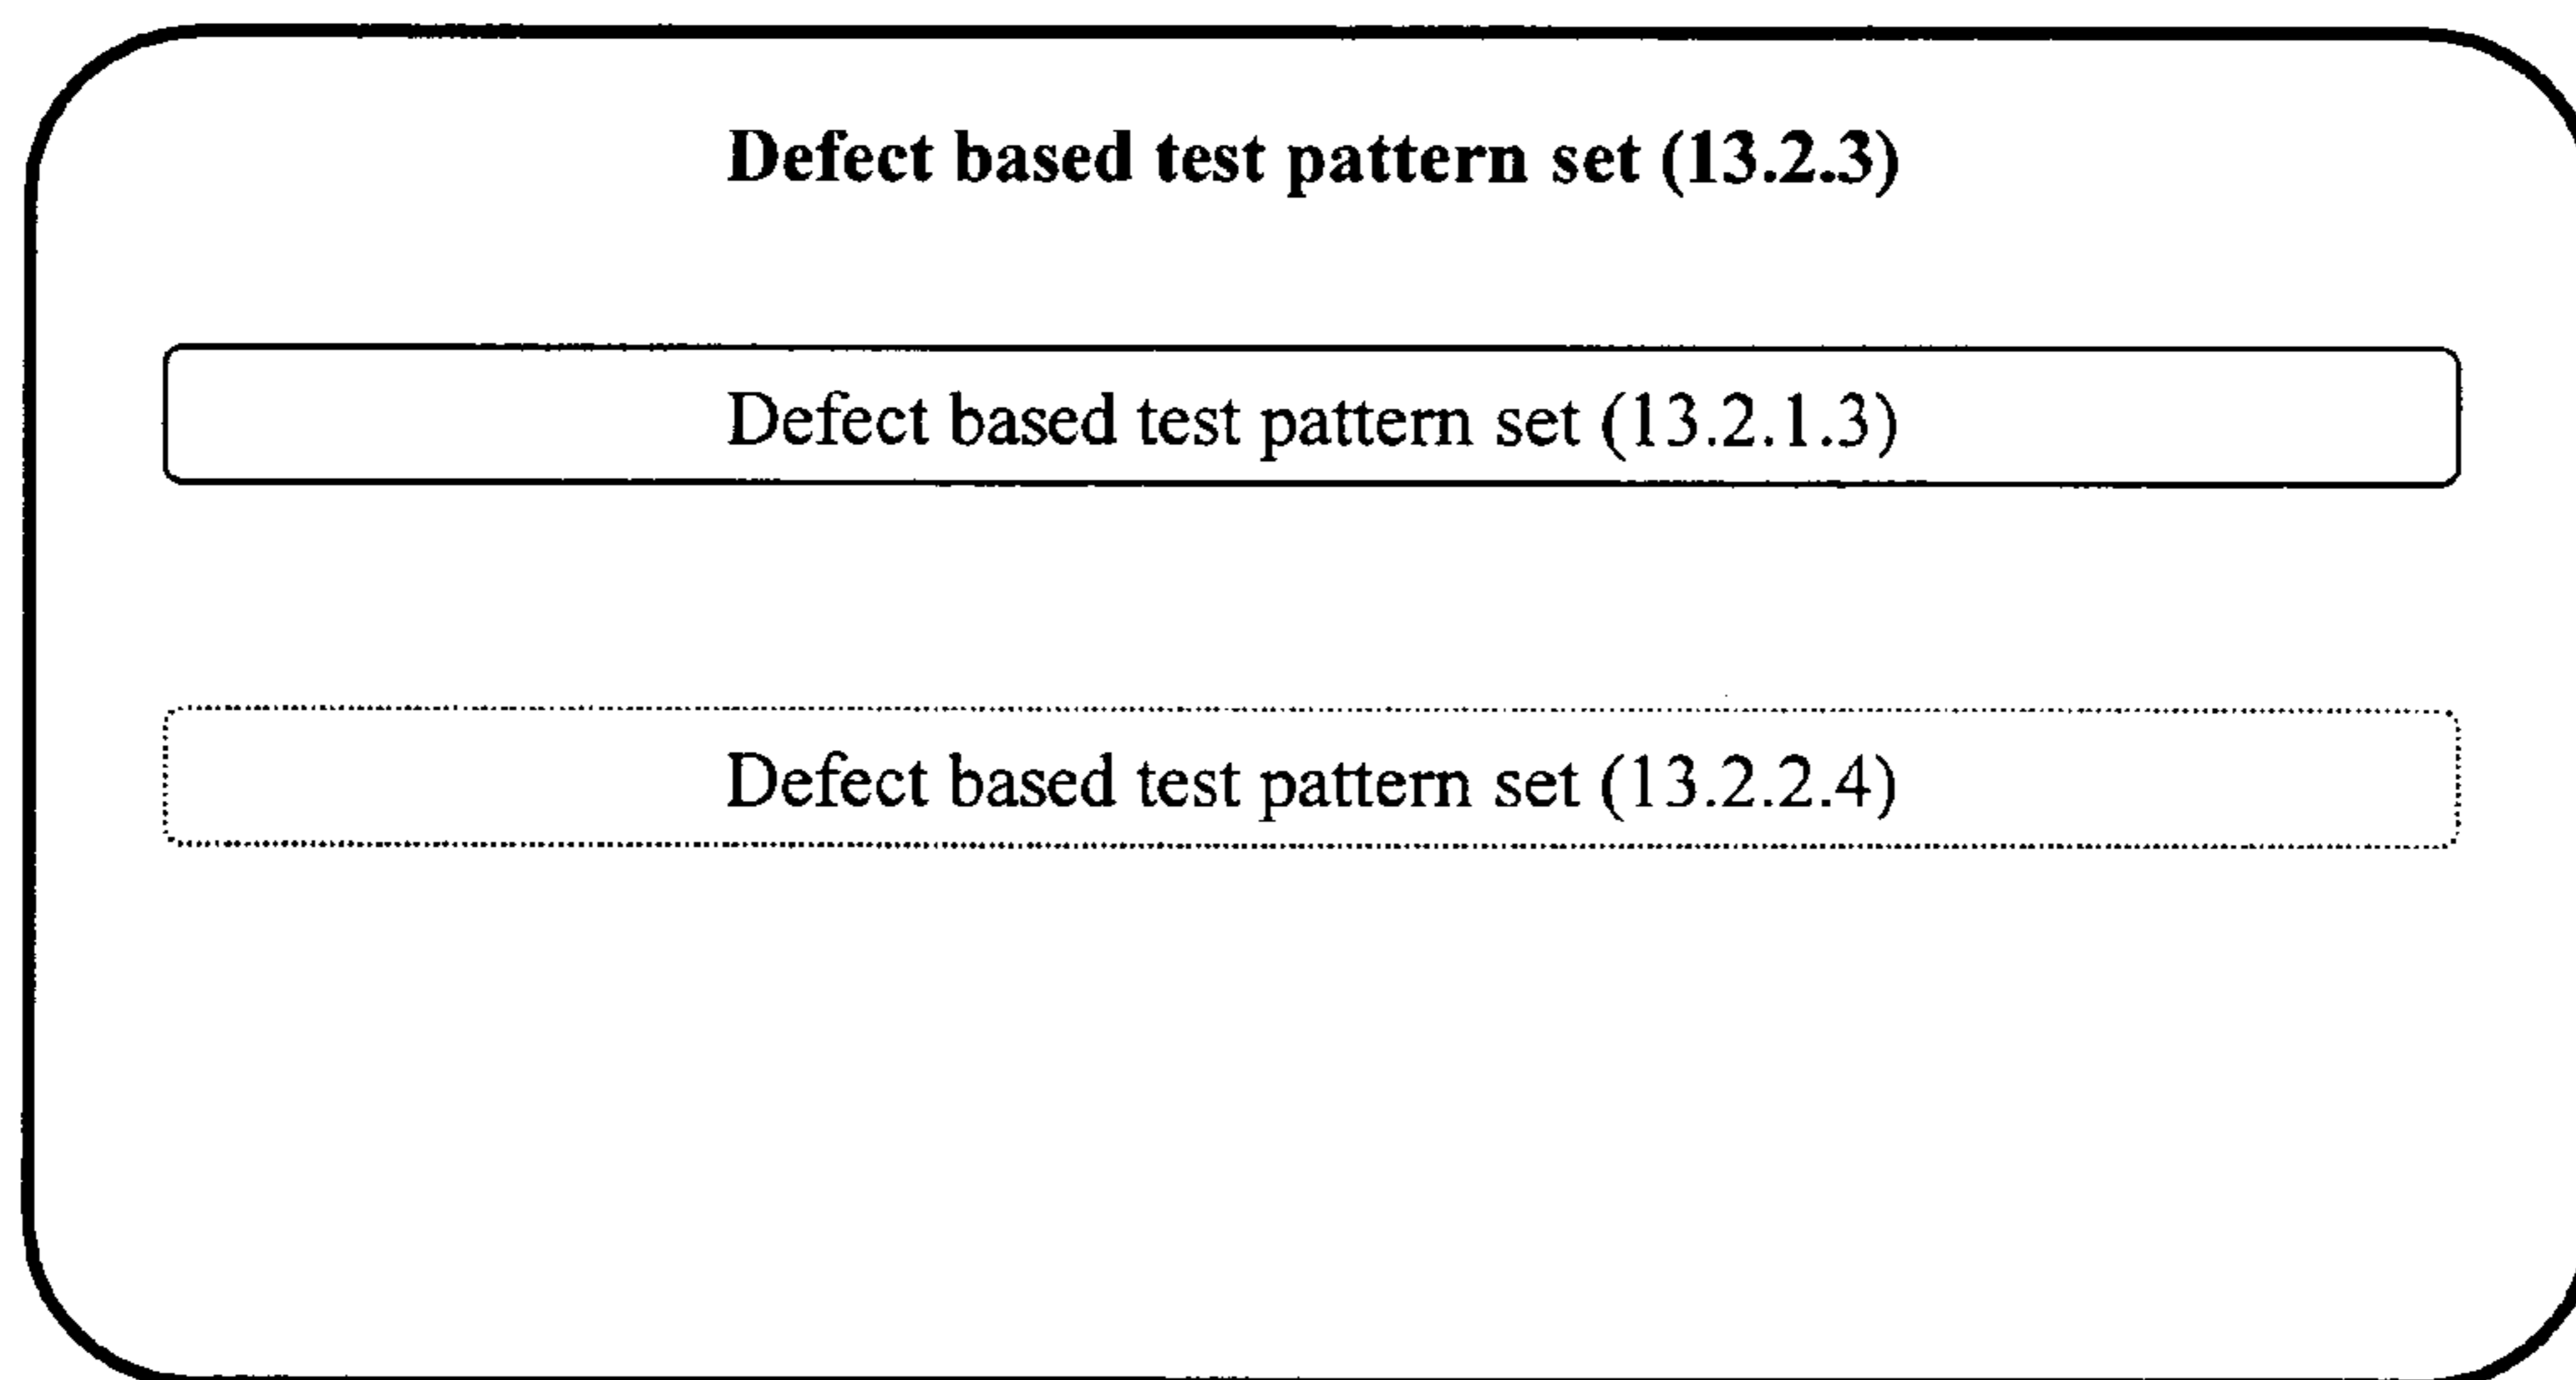 Defect based test pattern set (13.2.3)
Defect based test pattern set (13.2.1.3)
Defect based test pattern set (13.2.2.4)